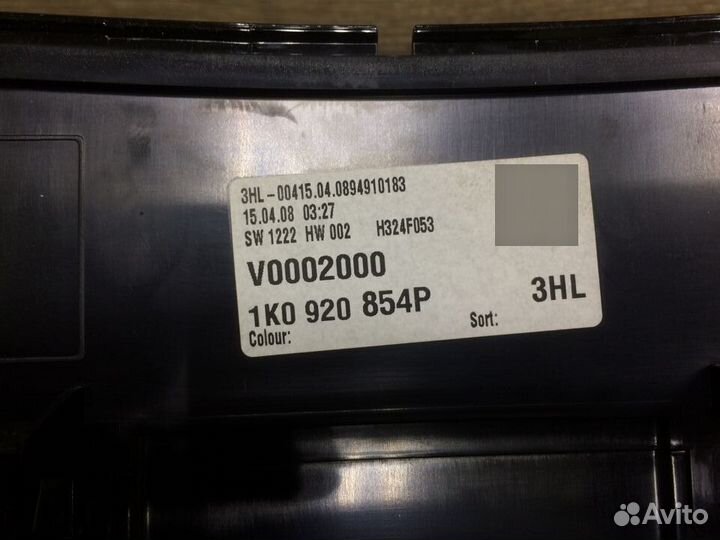 3HL-00415.04.0894910183
15.04.08 03:27
SW 1222 HW 002 H324F053
V0002000
1K0 920 854P 3HL
Colour: Sort:
Avito